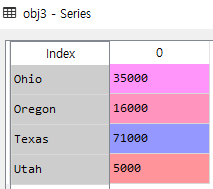 obj3 - Series
Index 0
Ohio 35000
Oregon 16000
Texas 71000
Utah 5000